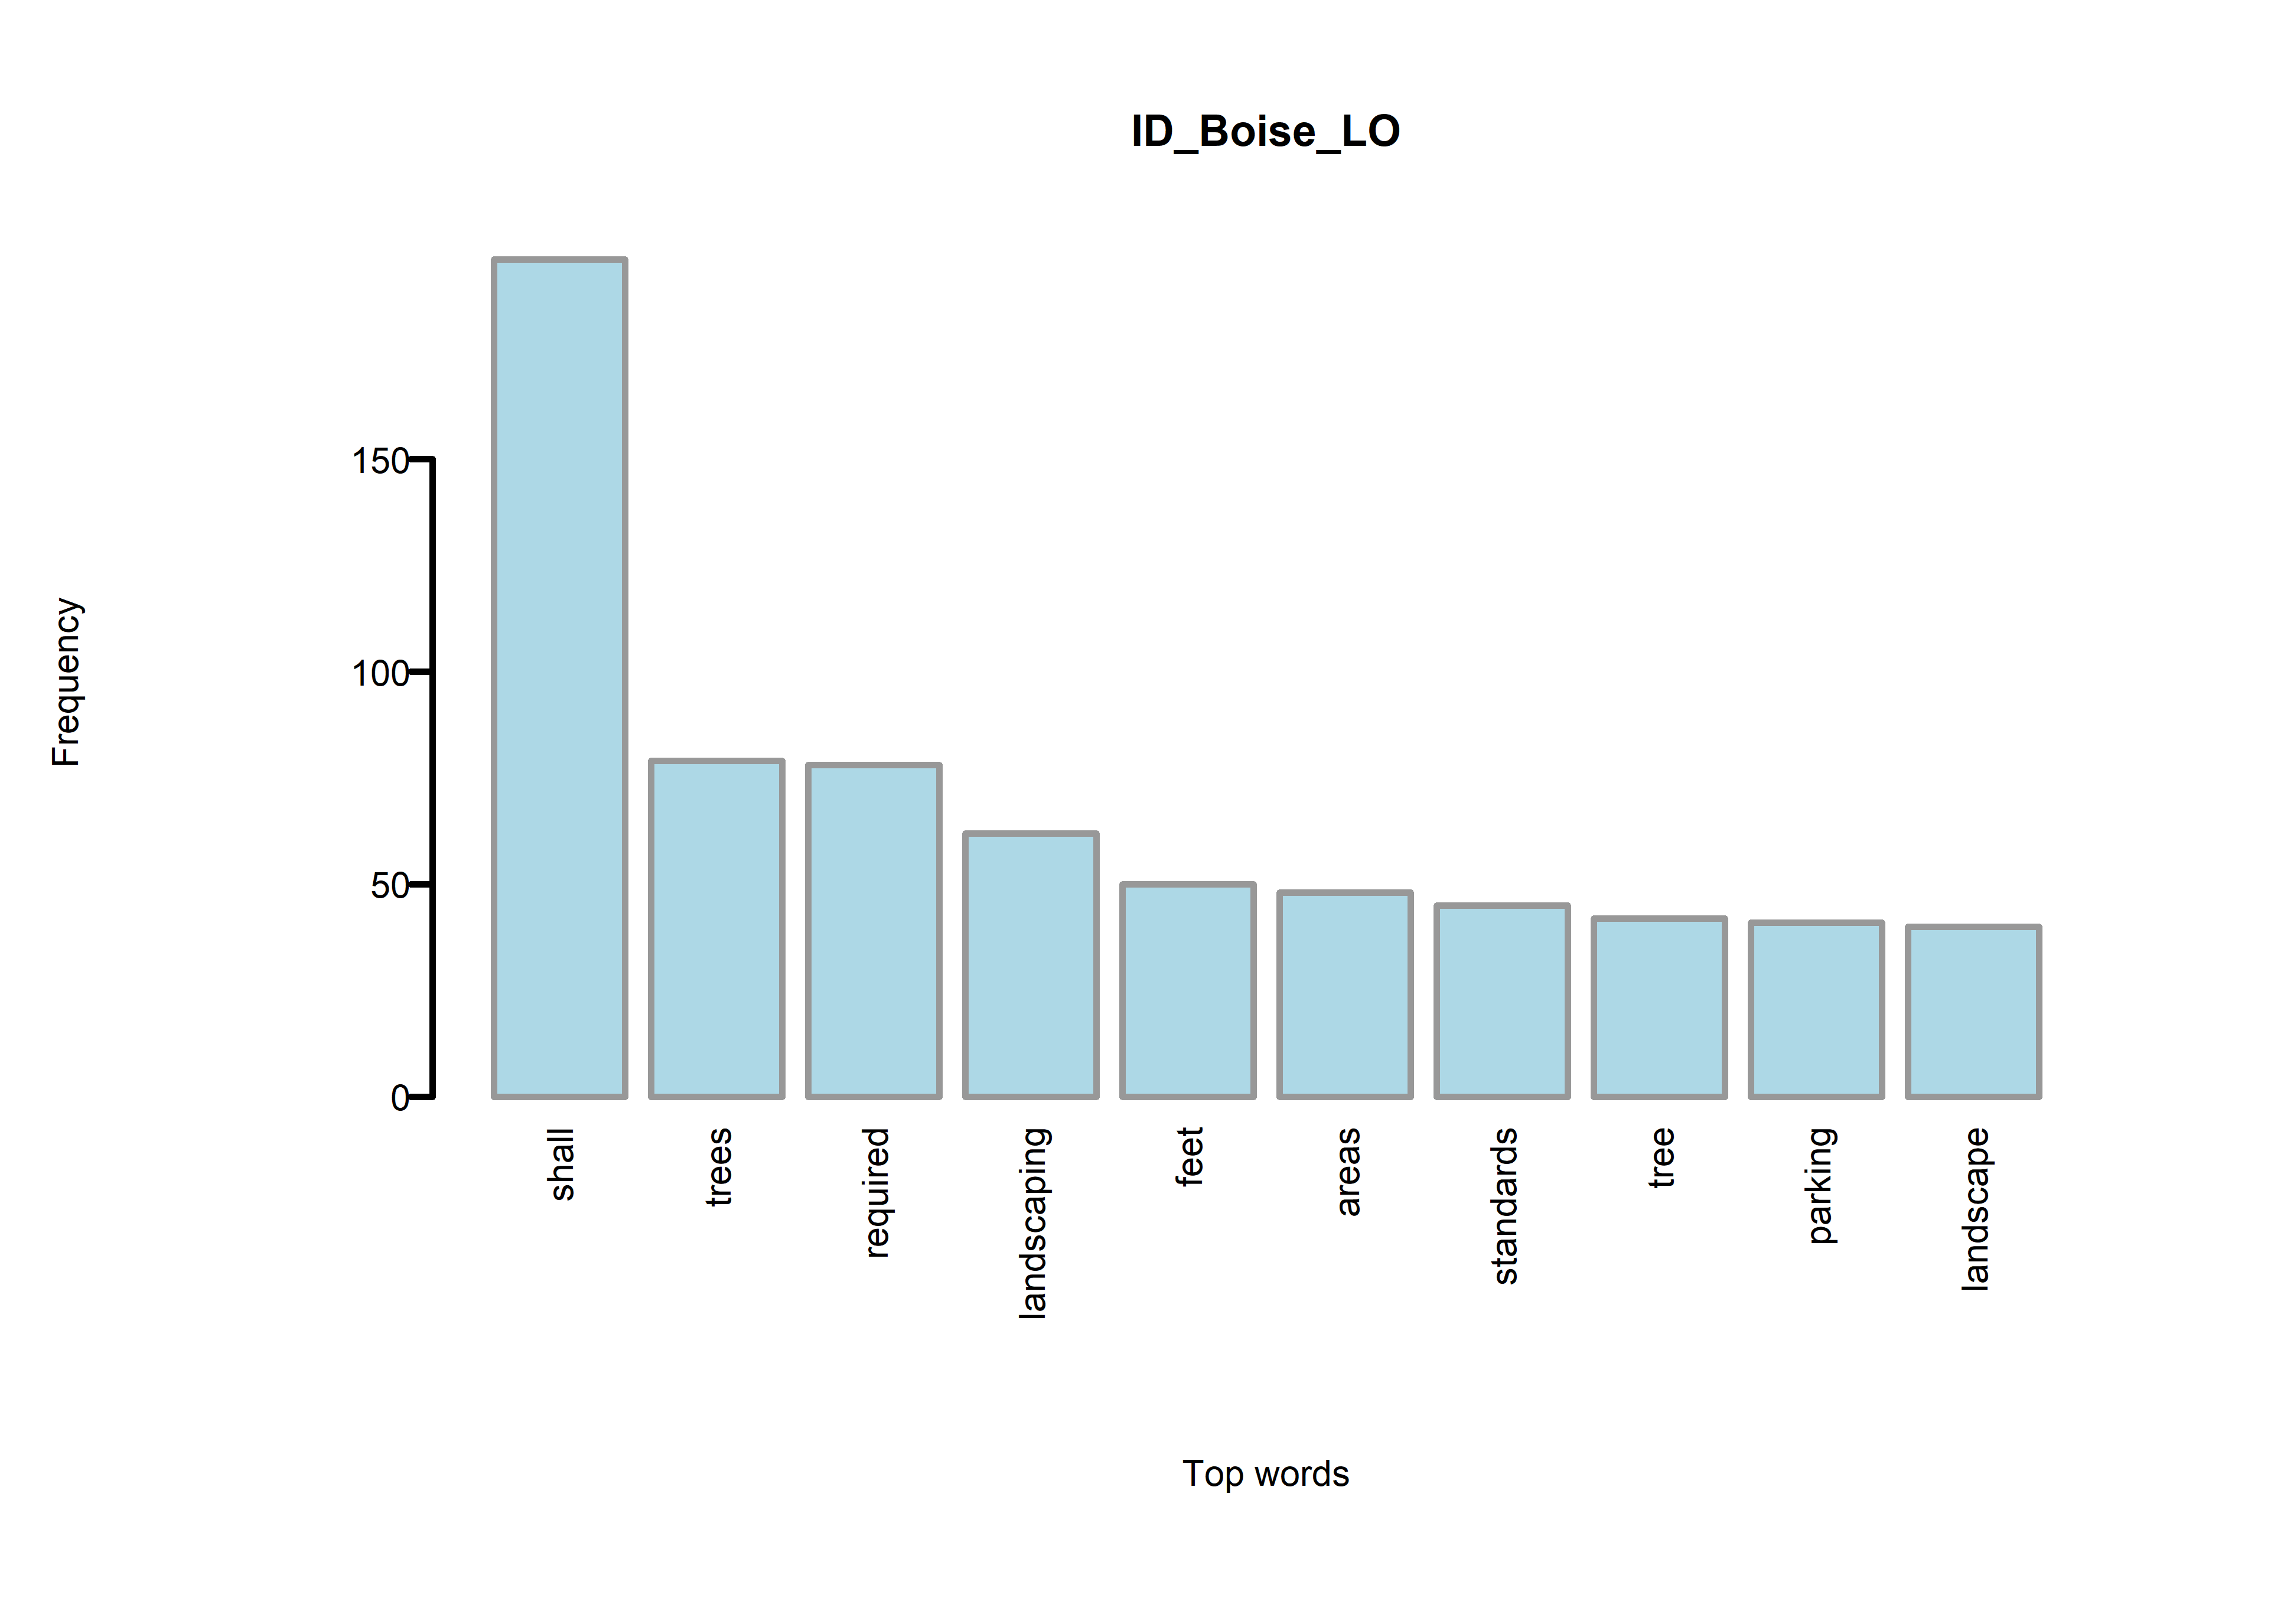 ID_Boise_LO
Frequency
150
100
50
0
shall
trees
required
landscaping
feet
areas
standards
tree
parking
landscape
Top words